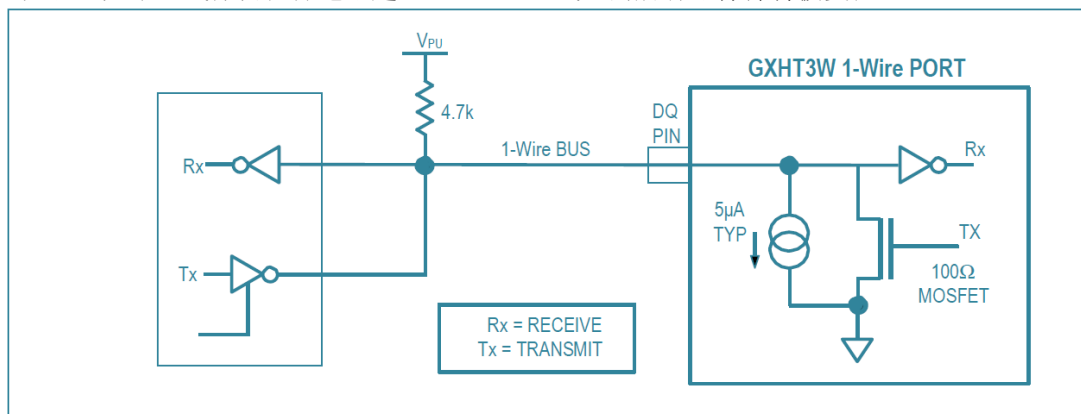 V_PU
GXHT3W 1-Wire PORT
4.7k
DQ
PIN
1-Wire BUS
Rx
Rx
5µA
TYP
TX
Tx
100Ω
MOSFET
Rx = RECEIVE
Tx = TRANSMIT